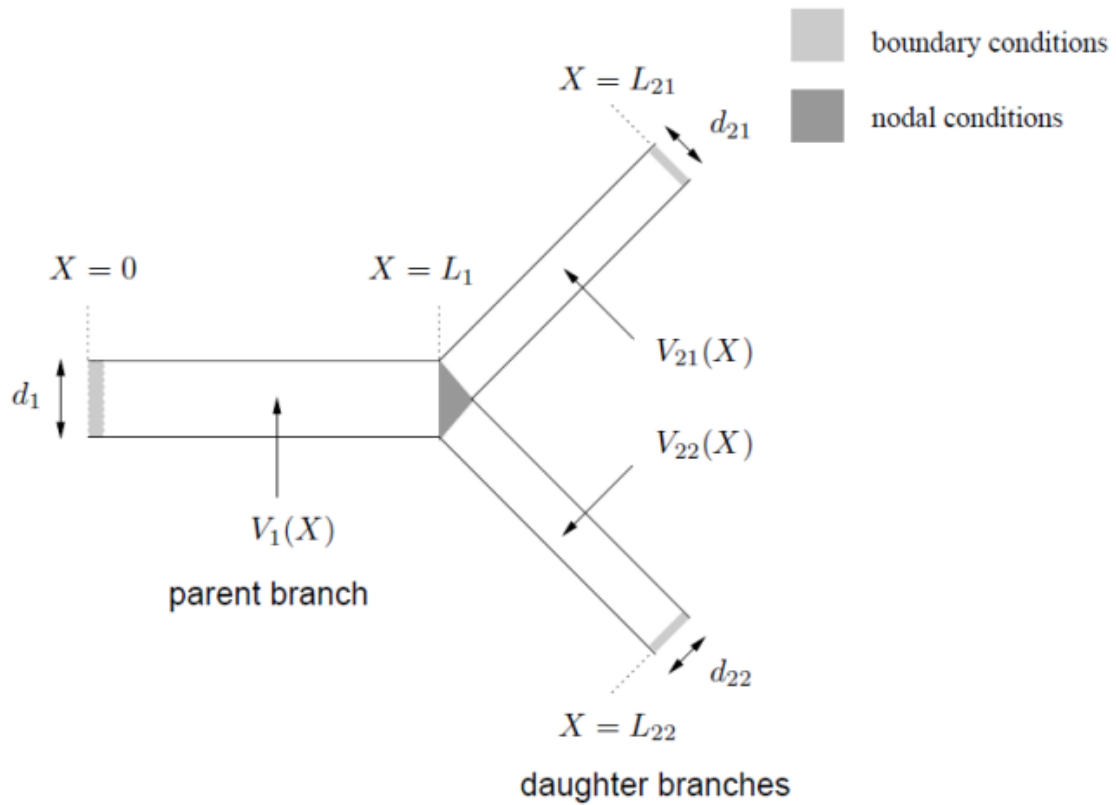 boundary conditions
X = L₂₁
d₂₁
nodal conditions
X = 0
X = L₁
V₂₁(X)
d₁
V₂₂(X)
V₁(X)
parent branch
d₂₂
X = L₂₂
daughter branches